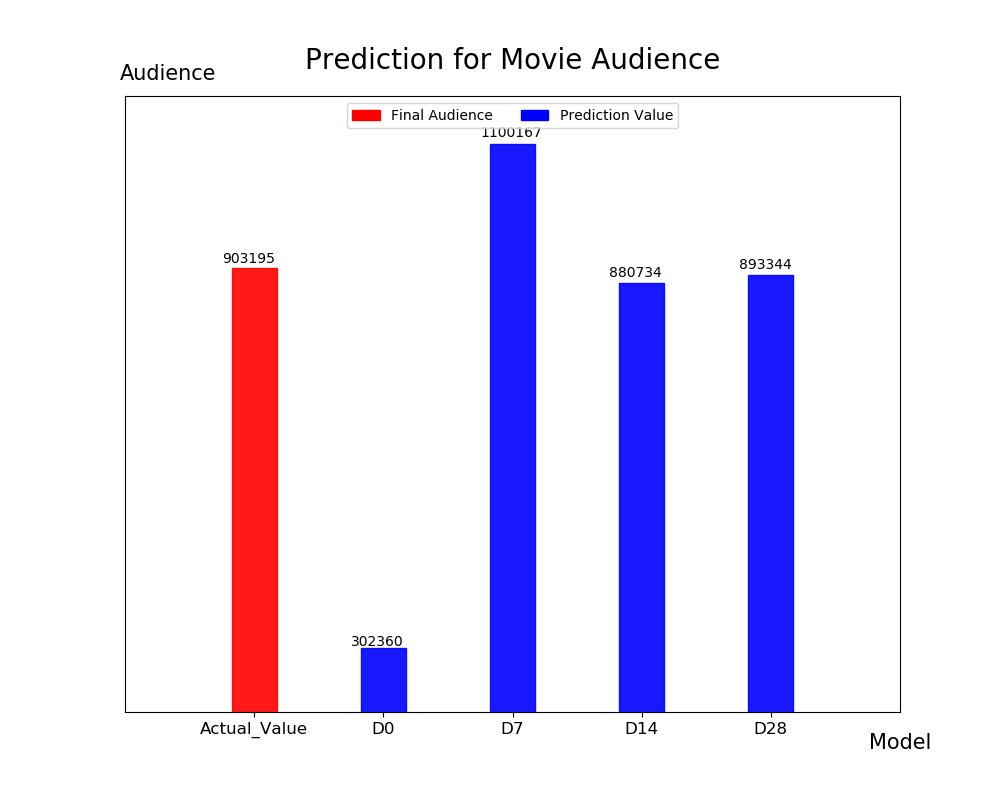 Prediction for Movie Audience
Audience
Final Audience Prediction Value
1100167
903195
893344
880734
302360
Actual_Value D0 D7 D14 D28
Model